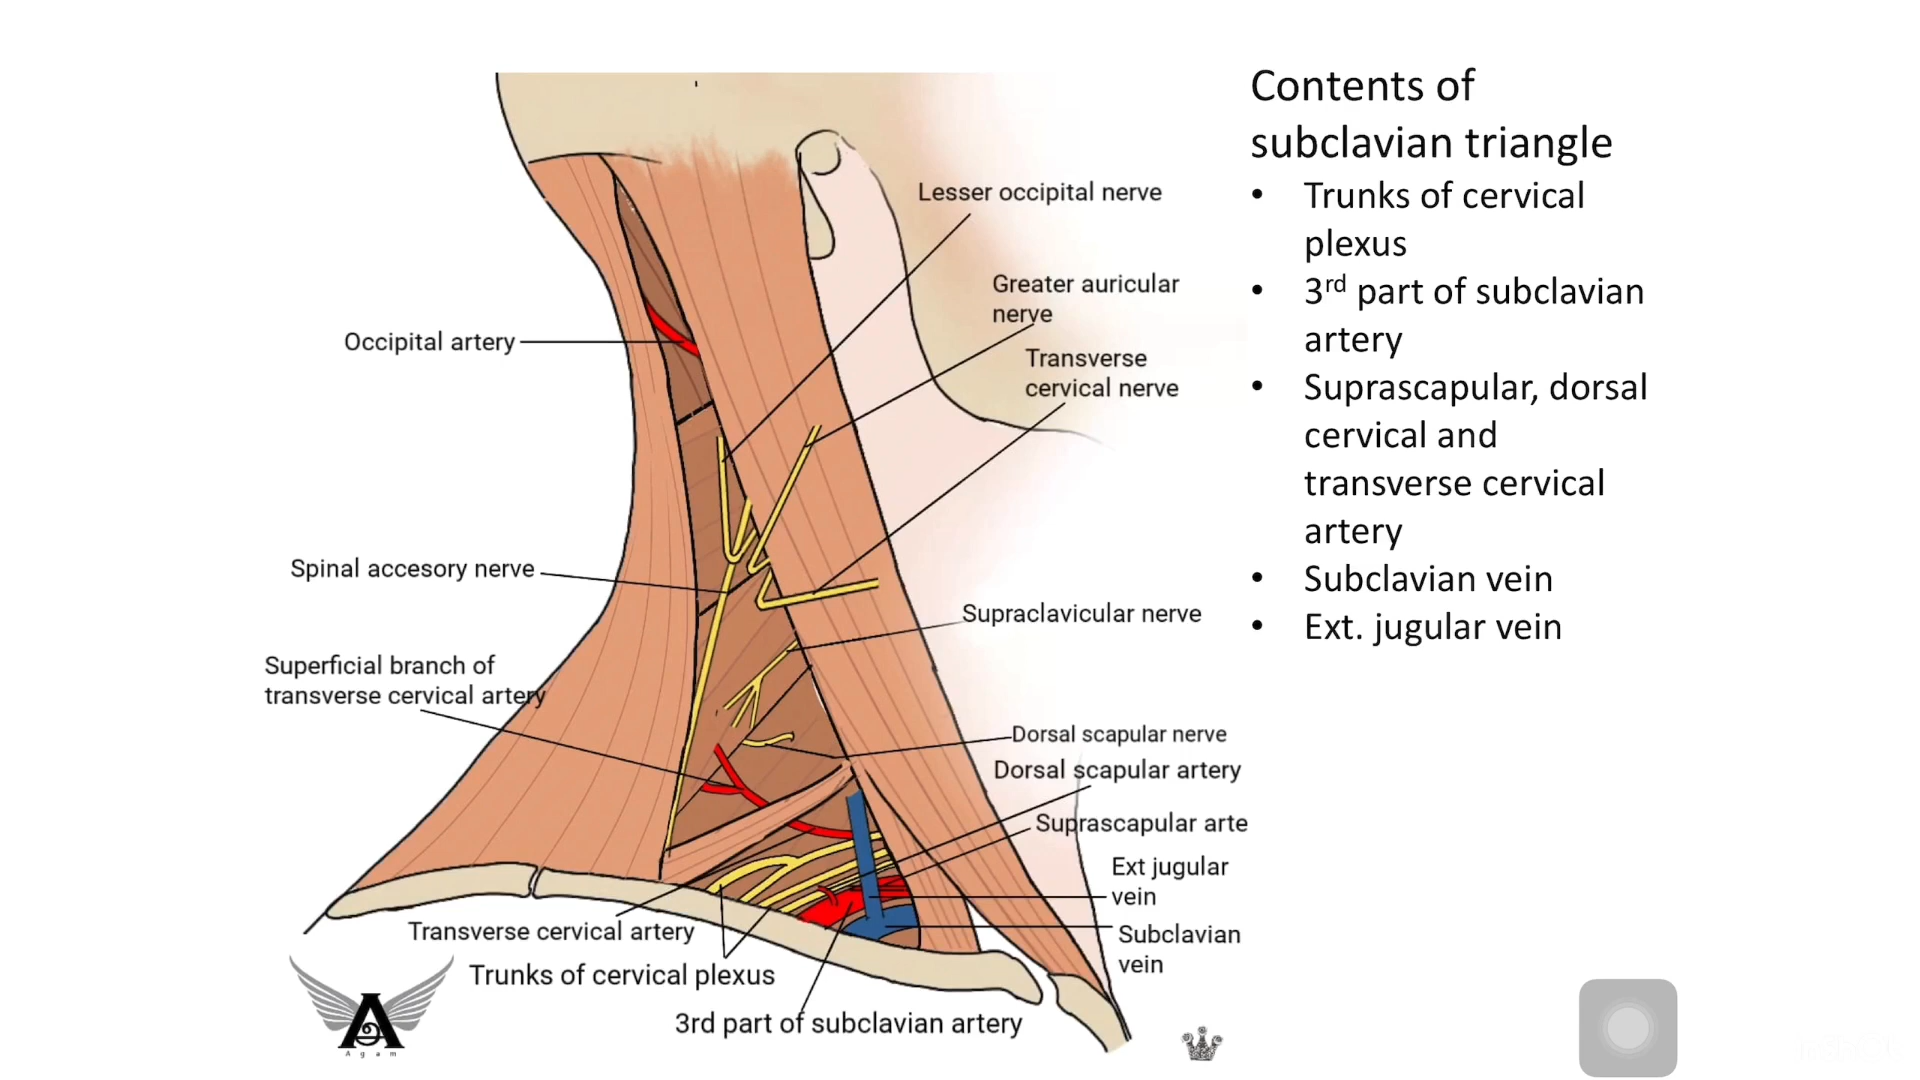 Contents of
subclavian triangle
• Trunks of cervical
plexus
• 3rd part of subclavian
artery
• Suprascapular, dorsal
cervical and
transverse cervical
artery
• Subclavian vein
• Ext. jugular vein
Lesser occipital nerve
Greater auricular
nerve
Occipital artery
Transverse
cervical nerve
Spinal accesory nerve
Supraclavicular nerve
Superficial branch of
transverse cervical artery
Dorsal scapular nerve
Dorsal scapular artery
Suprascapular arte
Ext jugular
vein
Transverse cervical artery
Subclavian
vein
Trunks of cervical plexus
3rd part of subclavian artery
A
Agam